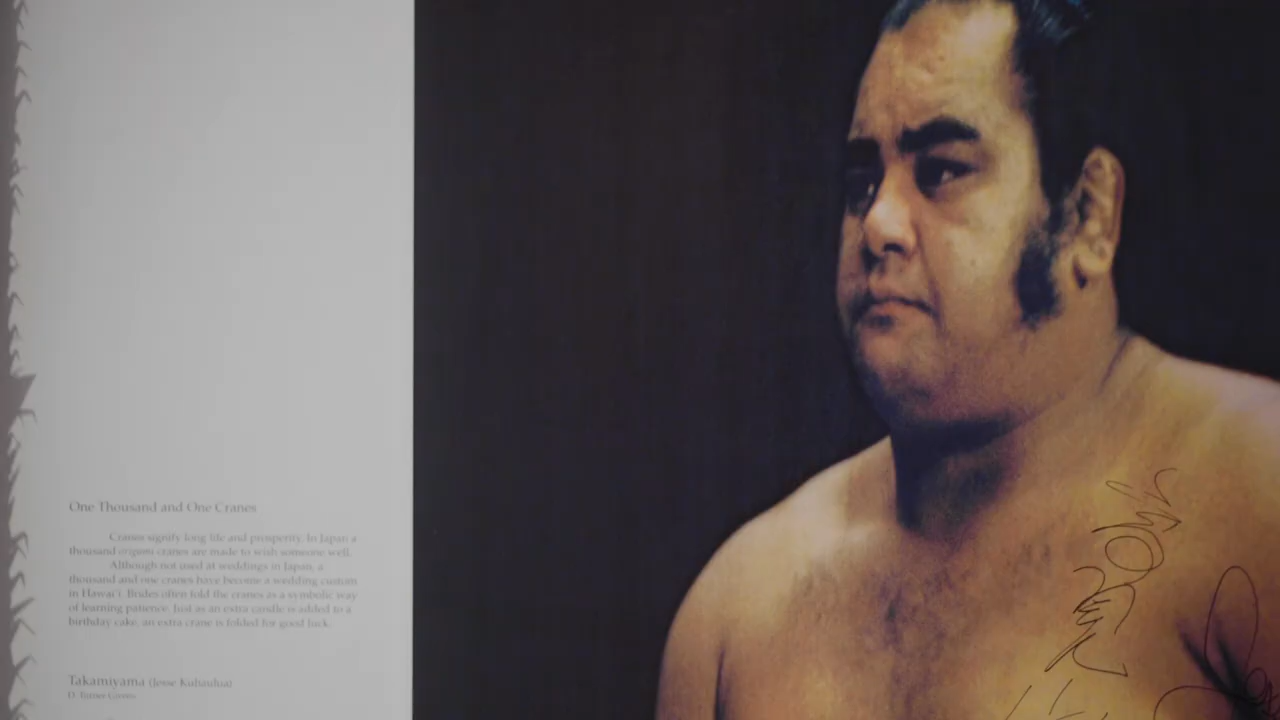 One Thousand and One Cranes
Cranes signify long life and prosperity. In Japan a
thousand origami cranes are made to wish someone well.
Although not used at weddings in Japan, a
thousand and one cranes have become a wedding custom
in Hawai'i. Brides often fold the cranes as a symbolic way
of learning patience. Just as an extra candle is added to a
birthday cake, an extra crane is folded for good luck.
Takamiyama (Jesse Kuhaulua)
D. Turner Givens